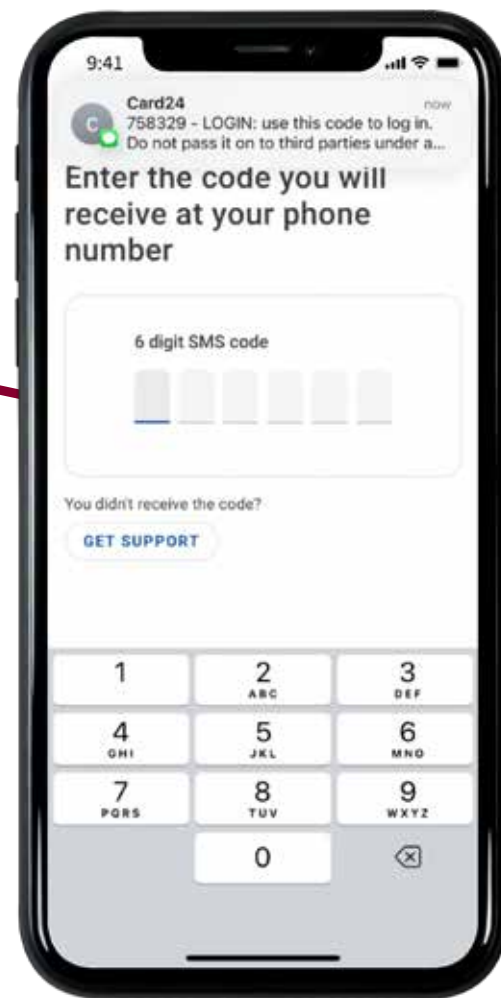 9:41
Card24 now
758329 - LOGIN: use this code to log in.
Do not pass it on to third parties under a...
Enter the code you will
receive at your phone
number
6 digit SMS code
You didn't receive the code?
GET SUPPORT
1 2 3
ABC DEF
4 5 6
GHI JKL MNO
7 8 9
PQRS TUV WXYZ
0